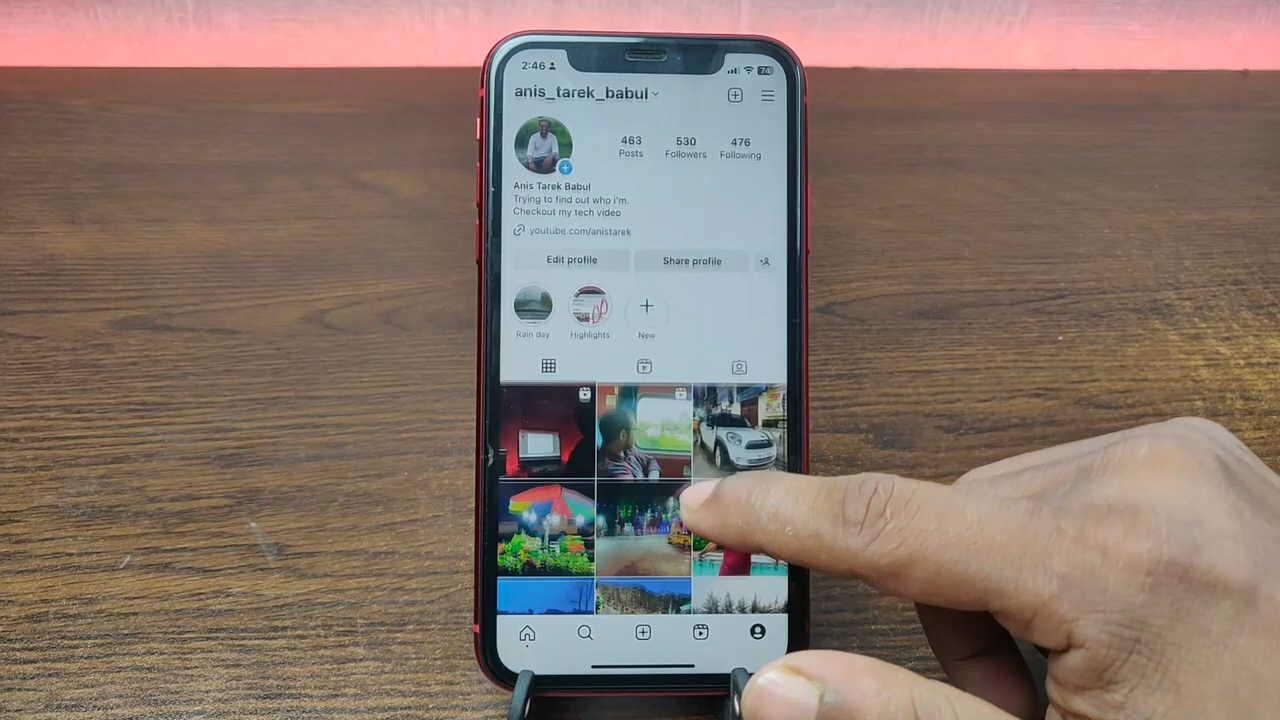 2:46
74
anis_tarek_babul
463 530 476
Posts Followers Following
Anis Tarek Babul
Trying to find out who i'm.
Checkout my tech video
youtube.com/anistarek
Edit profile Share profile
Rain day Highlights New